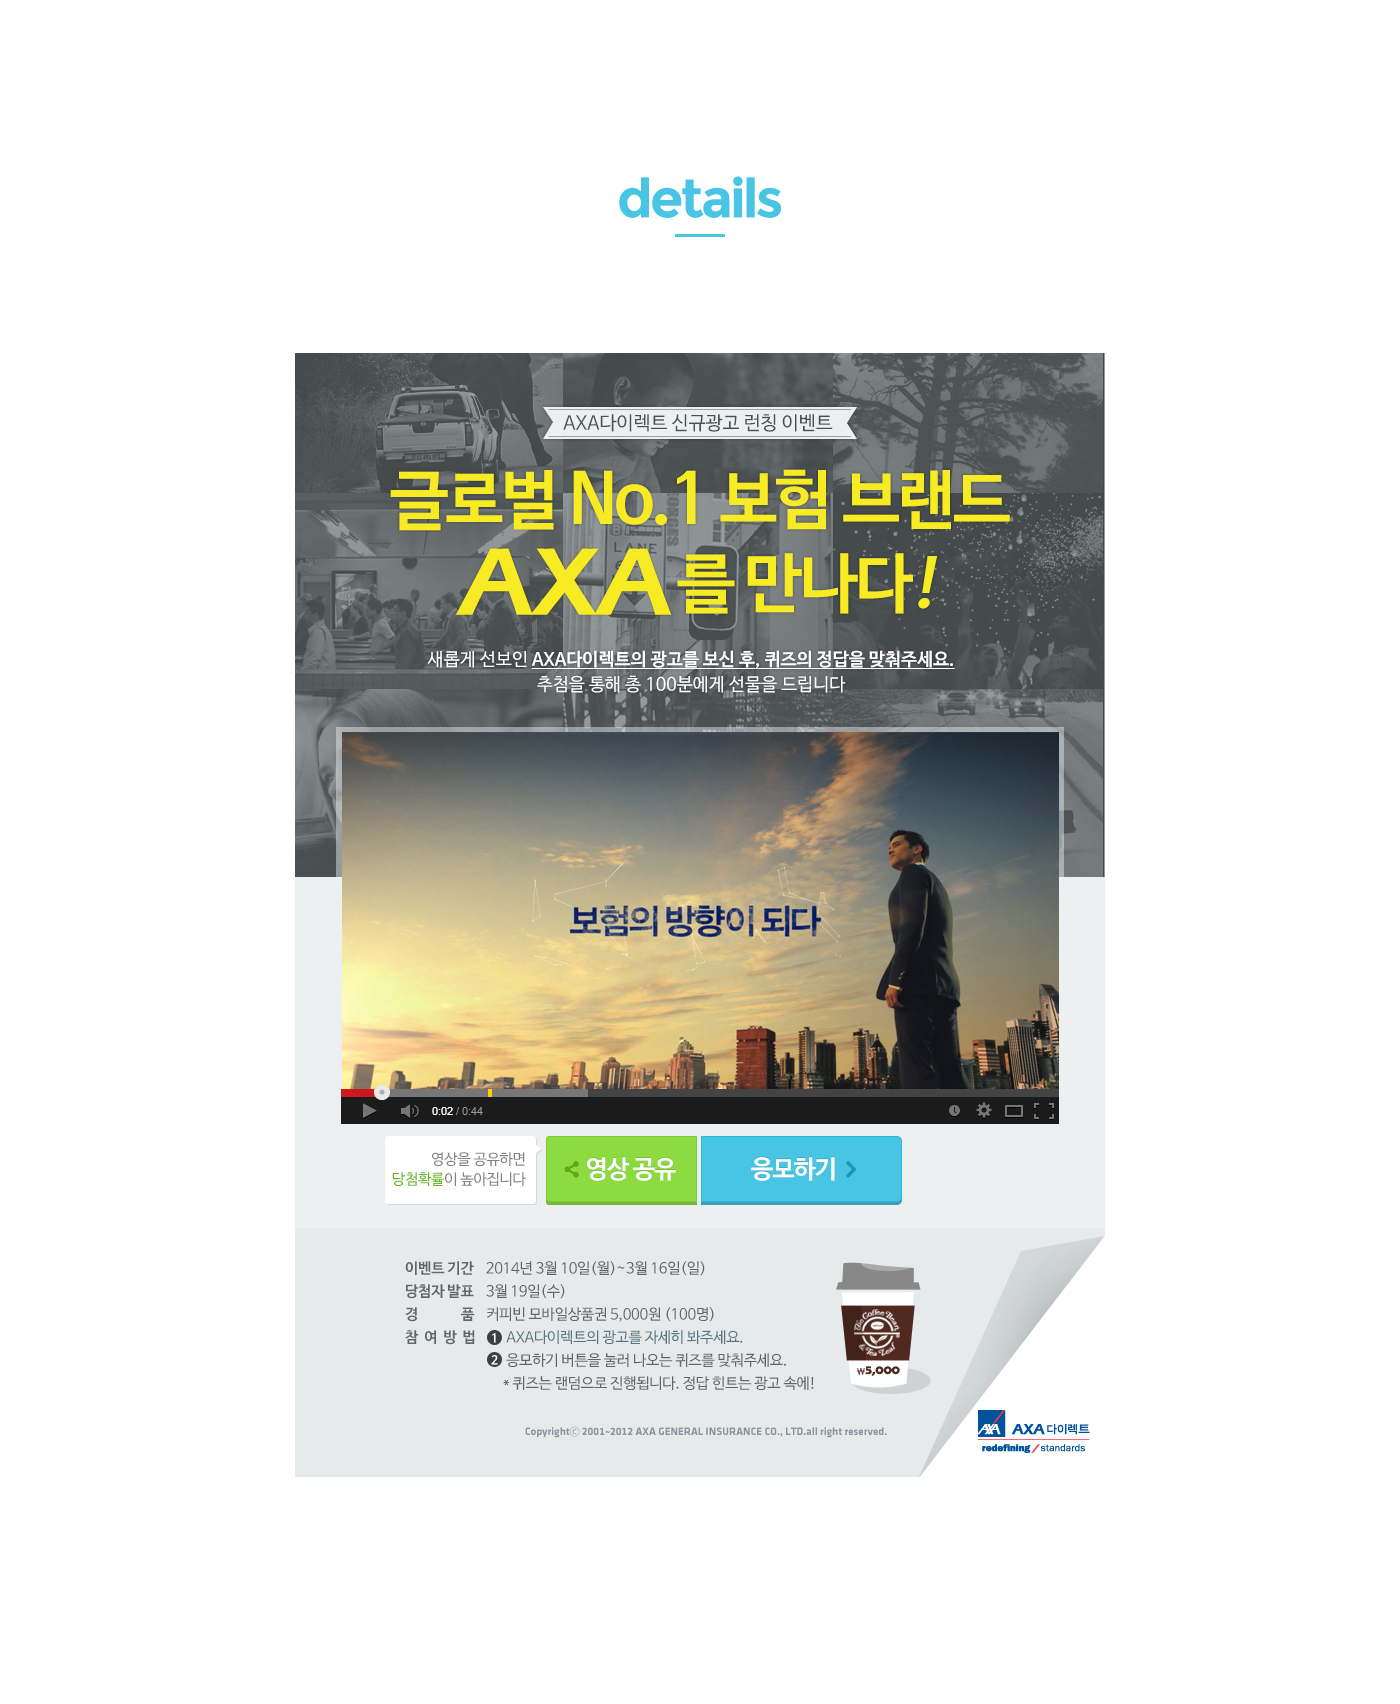 details
AXA다이렉트 신규광고 런칭 이벤트
글로벌 No.1 보험 브랜드
AXA를 만나다!
새롭게 선보인 AXA다이렉트의 광고를 보신 후, 퀴즈의 정답을 맞춰주세요.
추첨을 통해 총 100분에게 선물을 드립니다
LANE
보험의 방향이 되다
0:02 / 0:44
영상을 공유하면
당첨확률이 높아집니다
영상 공유
응모하기
이벤트 기간 2014년 3월 10일(월)~3월 16일(일)
당첨자 발표 3월 19일(수)
경 품 커피빈 모바일상품권 5,000원 (100명)
참 여 방 법 1 AXA다이렉트의 광고를 자세히 봐주세요.
2 응모하기 버튼을 눌러 나오는 퀴즈를 맞춰주세요.
* 퀴즈는 랜덤으로 진행됩니다. 정답 힌트는 광고 속에!
The Coffee Bean
& Tea Leaf
₩5,000
Copyrightⓒ 2001~2012 AXA GENERAL INSURANCE CO., LTD.all right reserved.
AXA AXA 다이렉트
redefining / standards